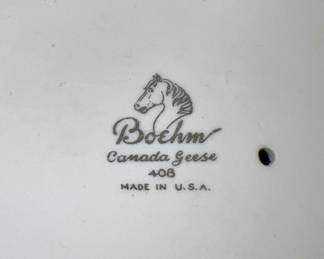 Boehm
Canada Geese
408
MADE IN U.S.A.